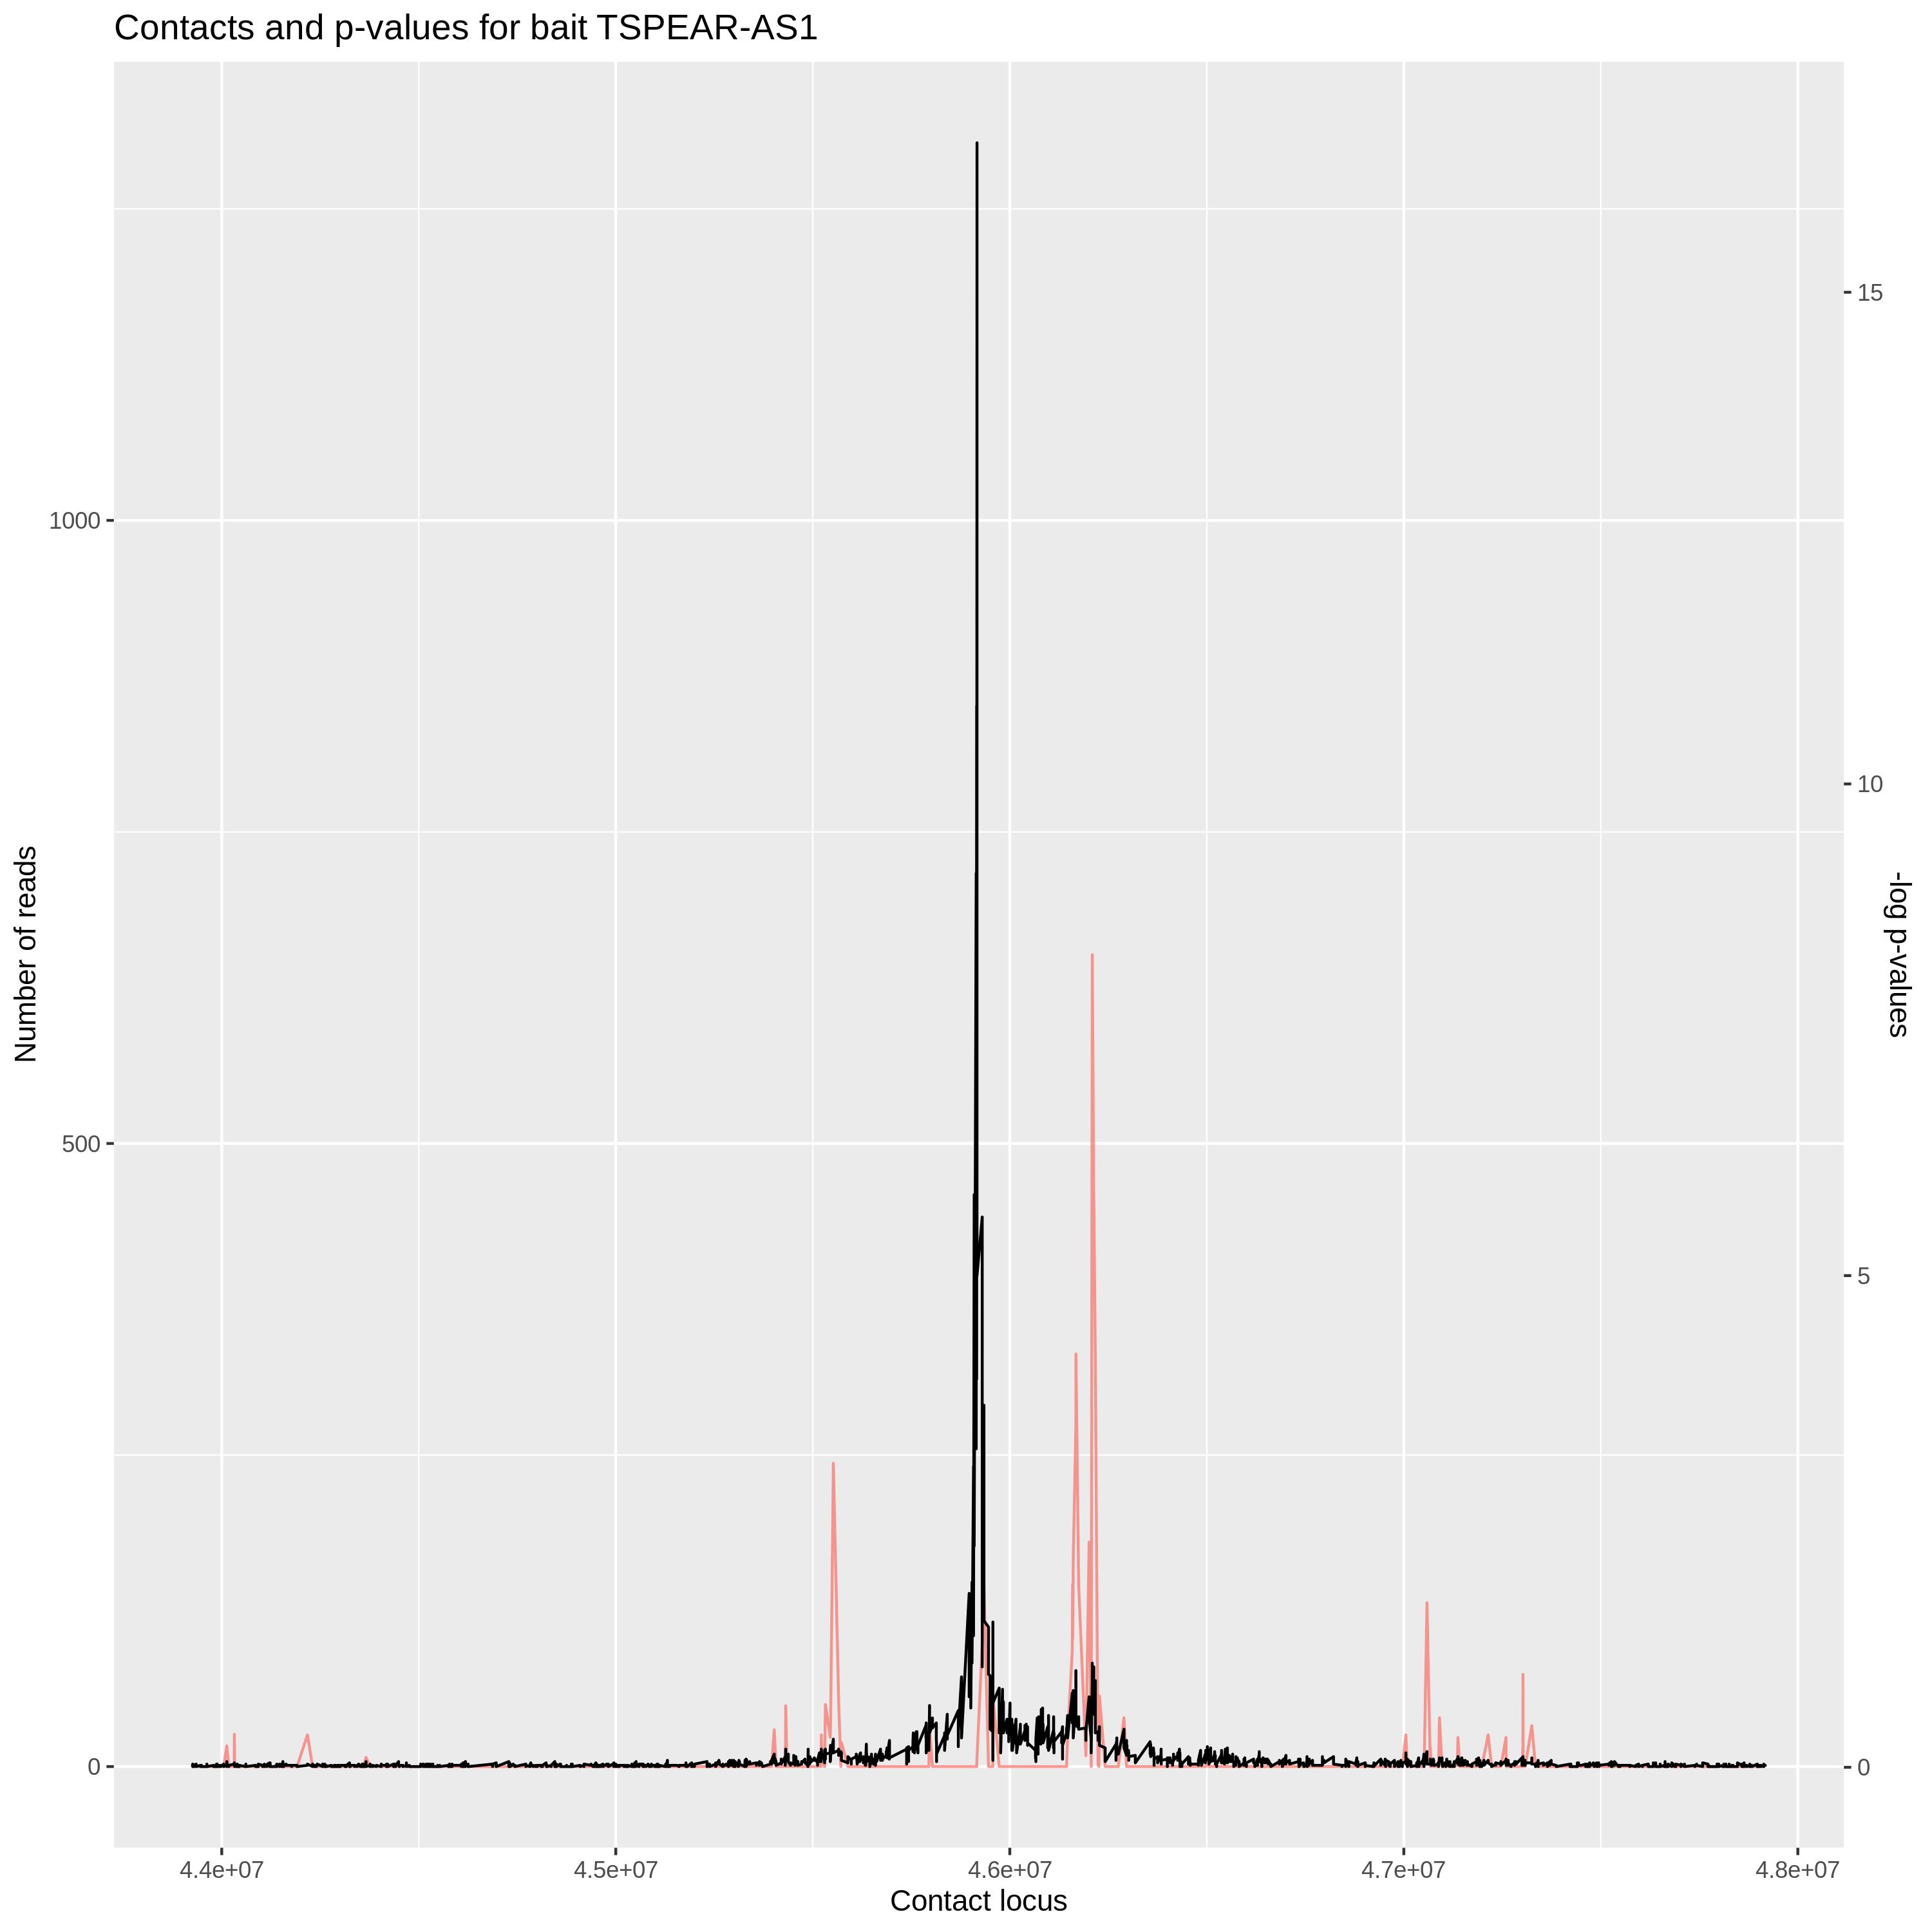 Contacts and p-values for bait TSPEAR-AS1
Number of reads
1000
500
0
15
10
5
0
-log p-values
4.4e+07
4.5e+07
4.6e+07
4.7e+07
4.8e+07
Contact locus